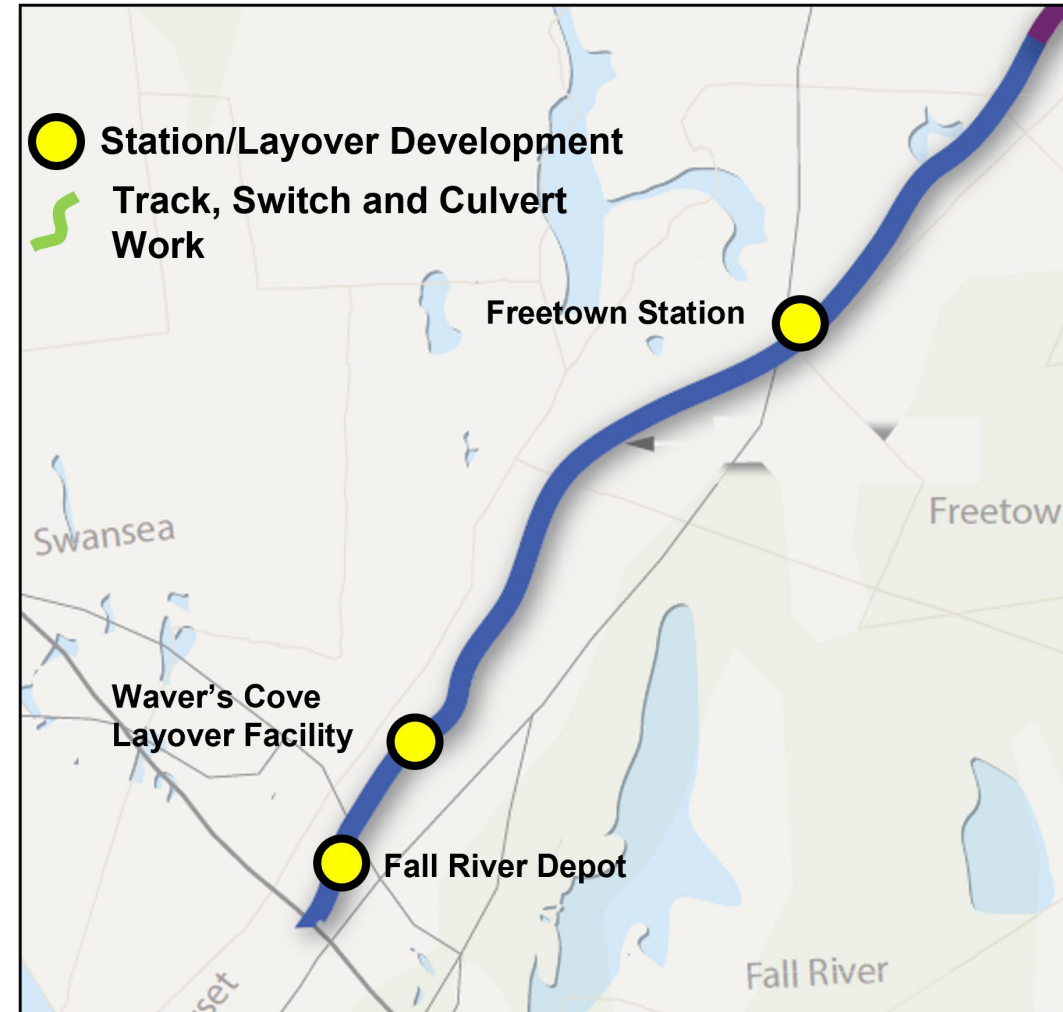 Station/Layover Development
Track, Switch and Culvert
Work
Freetown Station
Freetow
Swansea
Waver's Cove
Layover Facility
Fall River Depot
Fall River
set